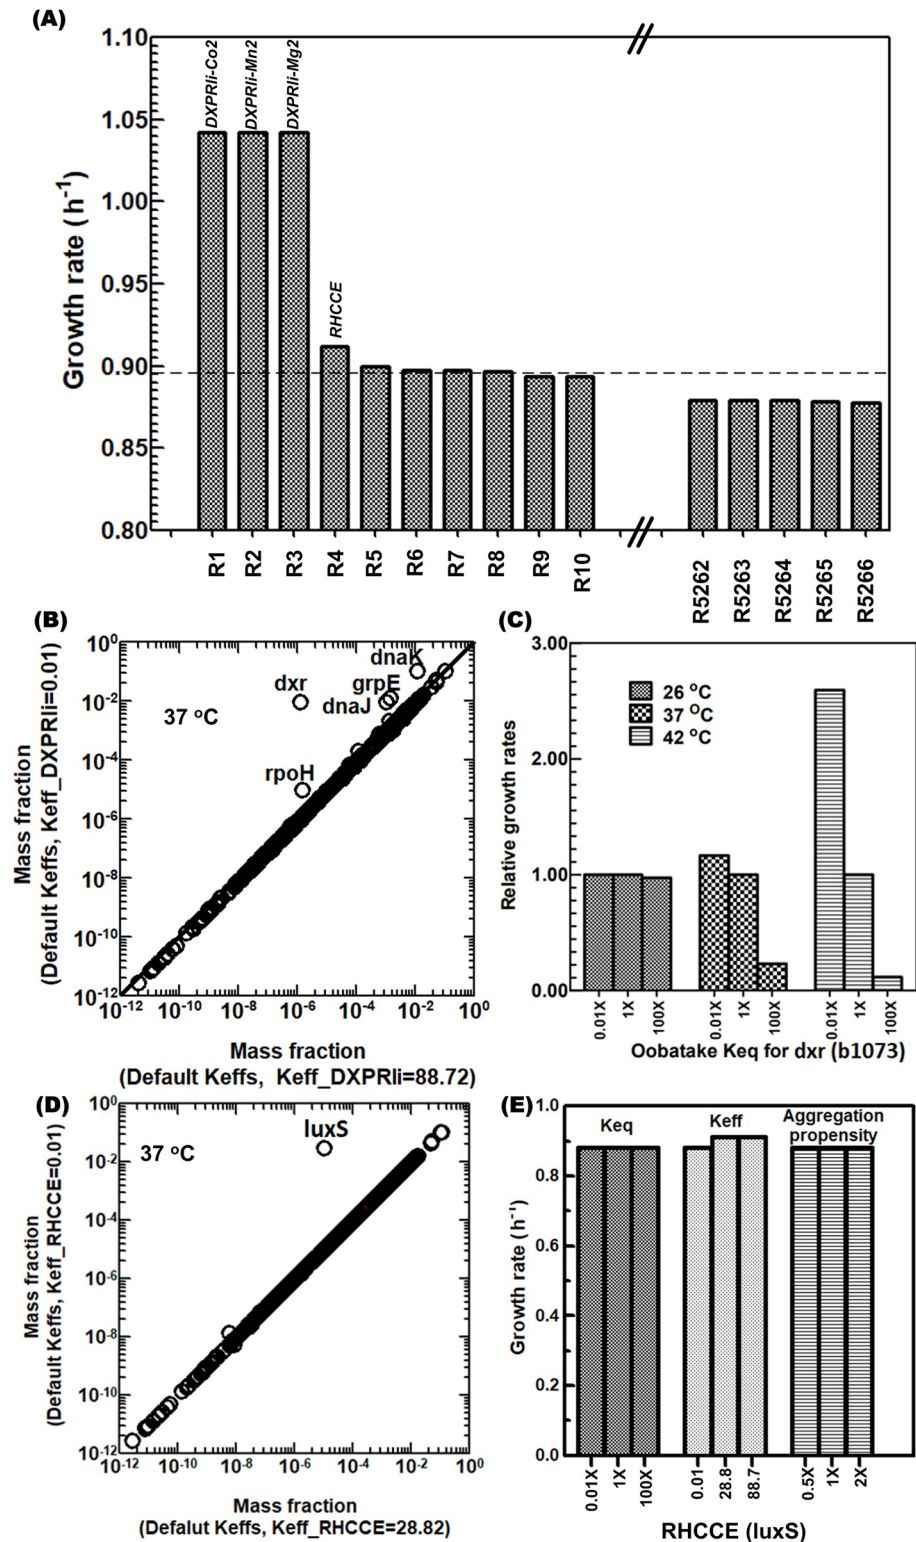 (A)
1.10
1.05
1.00
0.95
0.90
0.85
0.80
Growth rate ( h-1)
DXPRIi-Co2
DXPRIi-Mn2
DXPRIi-Mg2
RHCCE
R1
R2
R3
R4
R5
R6
R7
R8
R9
R10
R5262
R5263
R5264
R5265
R5266
(B)
Mass fraction
(Default Keffs, Keff_DXPRIi=0.01)
10^0
10^-2
10^-4
10^-6
10^-8
10^-10
10^-12
37 oC
dnaK
dxr
grpE
dnaJ
rpoH
10^-12
10^-10
10^-8
10^-6
10^-4
10^-2
10^0
Mass fraction
(Default Keffs, Keff_DXPRIi=88.72)
(C)
Relative growth rates
3.00
2.00
1.00
0.00
26 oC
37 OC
42 oC
0.01X
1X
100X
0.01X
1X
100X
0.01X
1X
100X
Oobatake Keq for dxr (b1073)
(D)
Mass fraction
(Default Keffs, Keff_RHCCE=0.01)
10^0
10^-2
10^-4
10^-6
10^-8
10^-10
10^-12
37 oC
luxS
10^-12
10^-10
10^-8
10^-6
10^-4
10^-2
10^0
Mass fraction
(Defalut Keffs, Keff_RHCCE=28.82)
(E)
Growth rate ( h-1)
1.0
0.8
0.6
0.4
0.2
0.0
Keq
Keff
Aggregation
propensity
0.01X
1X
100X
0.01
28.8
88.7
0.5X
1X
2X
RHCCE (luxS)